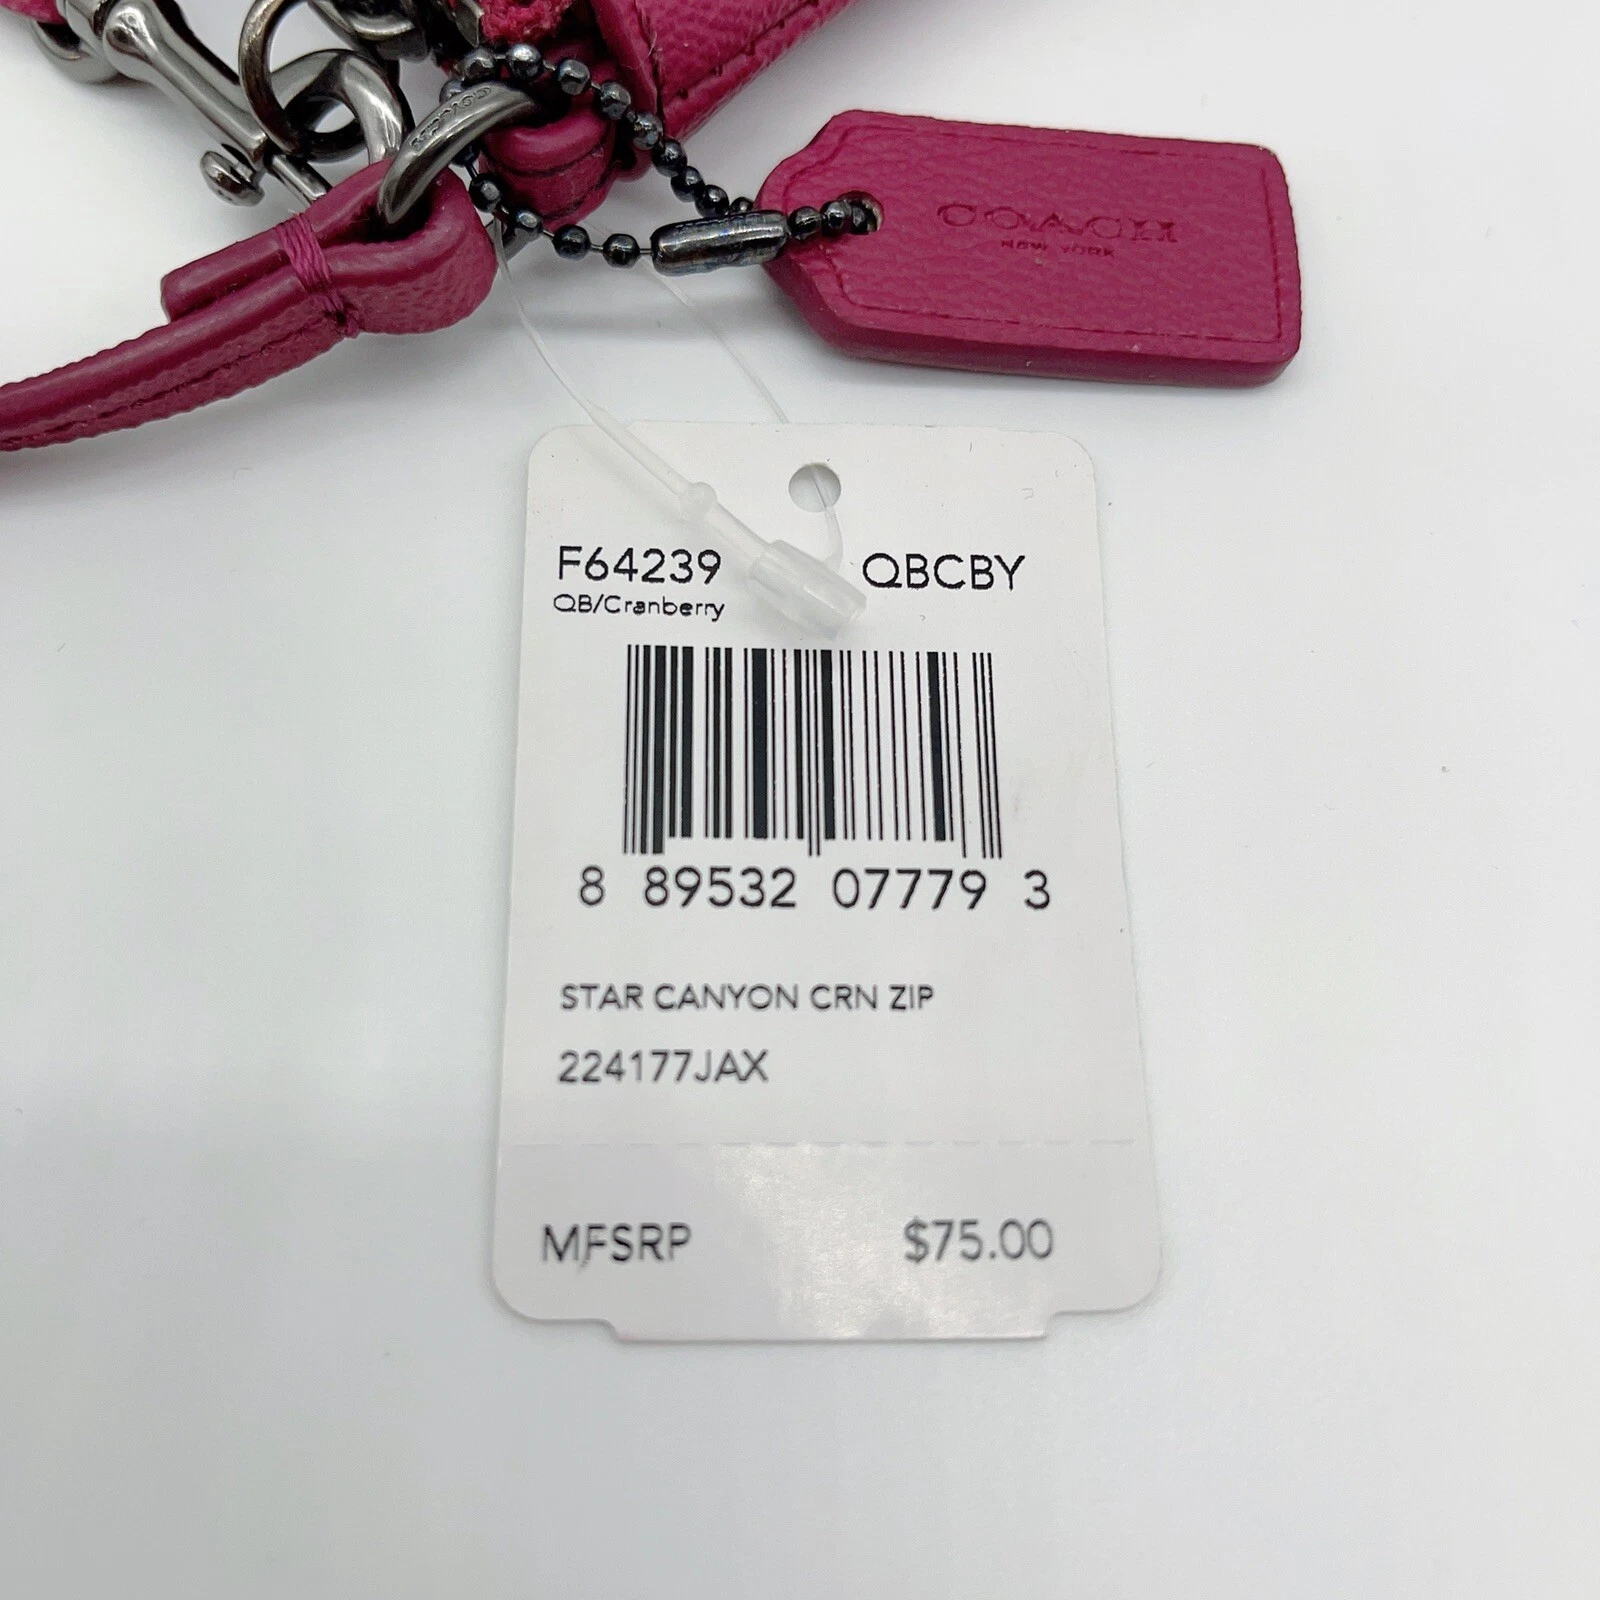 COACH
COACH
NEW YORK
F64239 QBCBY
QB/Cranberry
8 89532 07779 3
STAR CANYON CRN ZIP
224177JAX
MFSRP $75.00